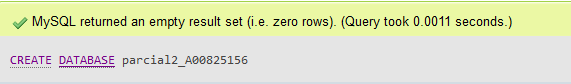 MySQL returned an empty result set (i.e. zero rows). (Query took 0.0011 seconds.)
CREATE DATABASE parcial2_A00825156